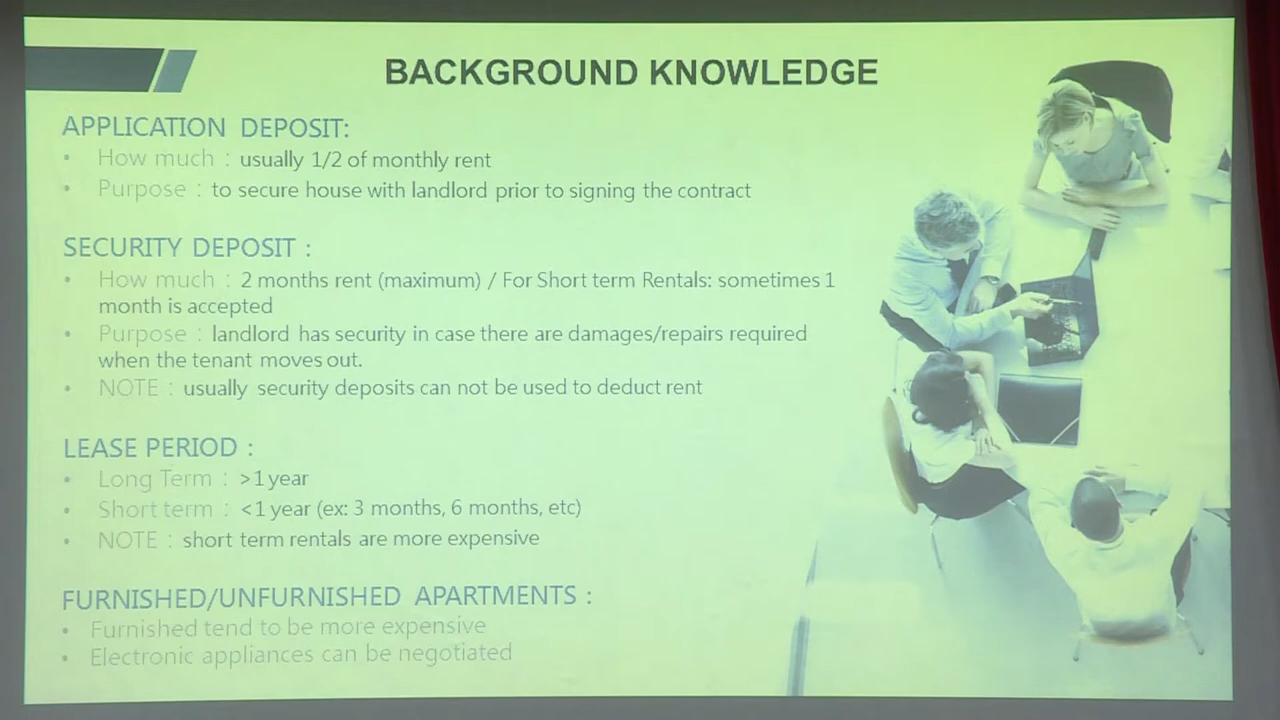 BACKGROUND KNOWLEDGE
APPLICATION DEPOSIT:
• How much : usually 1/2 of monthly rent
• Purpose : to secure house with landlord prior to signing the contract
SECURITY DEPOSIT :
• How much : 2 months rent (maximum) / For Short term Rentals: sometimes 1
month is accepted
• Purpose : landlord has security in case there are damages/repairs required
when the tenant moves out.
• NOTE : usually security deposits can not be used to deduct rent
LEASE PERIOD :
• Long Term : >1 year
• Short term : <1 year (ex: 3 months, 6 months, etc)
• NOTE : short term rentals are more expensive
FURNISHED/UNFURNISHED APARTMENTS :
• Furnished tend to be more expensive
• Electronic appliances can be negotiated